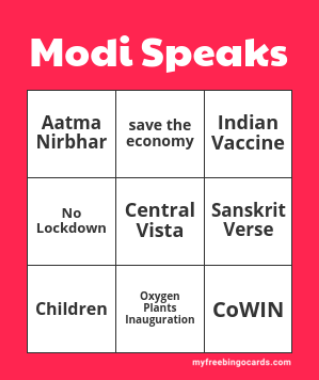 Modi Speaks
Aatma
Nirbhar
save the
economy
Indian
Vaccine
No
Lockdown
Central
Vista
Sanskrit
Verse
Children
Oxygen
Plants
Inauguration
CoWIN
myfreebingocards.com